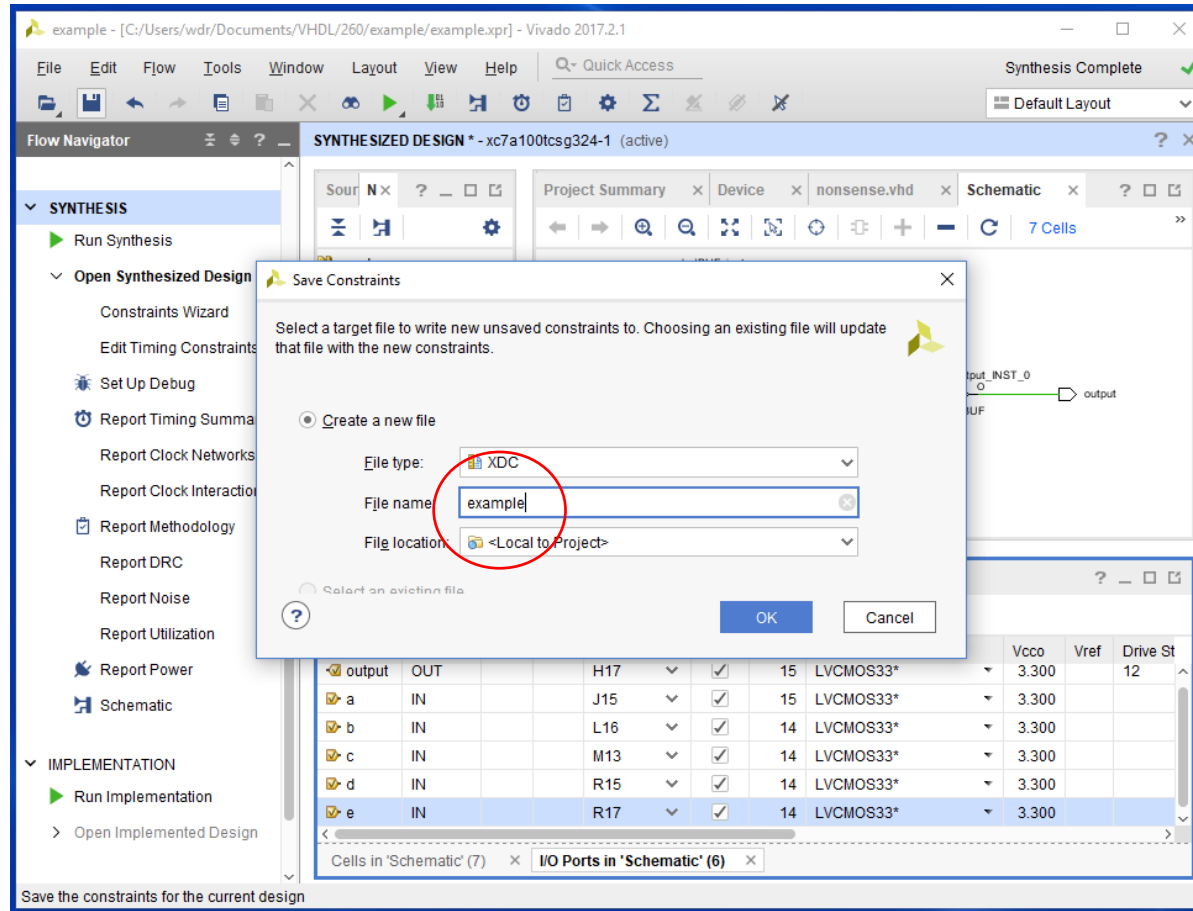 example - [C:/Users/wdr/Documents/VHDL/260/example/example.xpr] - Vivado 2017.2.1
File Edit Flow Tools Window Layout View Help Quick Access Synthesis Complete
Default Layout
Flow Navigator
SYNTHESIZED DESIGN * - xc7a100tcsg324-1 (active)
SYNTHESIS
Run Synthesis
Open Synthesized Design
Constraints Wizard
Edit Timing Constraints
Set Up Debug
Report Timing Summa
Report Clock Networks
Report Clock Interaction
Report Methodology
Report DRC
Report Noise
Report Utilization
Report Power
Schematic
IMPLEMENTATION
Run Implementation
Open Implemented Design
Sour N Project Summary Device nonsense.vhd Schematic
7 Cells
Save Constraints
Select a target file to write new unsaved constraints to. Choosing an existing file will update
that file with the new constraints.
Create a new file
File type: XDC
File name: example
File location: <Local to Project>
Select an existing file
OK Cancel
tput_INST_0
O
output
BUF
Vcco Vref Drive St
output OUT H17 15 LVCMOS33* 3.300 12
a IN J15 15 LVCMOS33* 3.300
b IN L16 14 LVCMOS33* 3.300
c IN M13 14 LVCMOS33* 3.300
d IN R15 14 LVCMOS33* 3.300
e IN R17 14 LVCMOS33* 3.300
Cells in 'Schematic' (7) I/O Ports in 'Schematic' (6)
Save the constraints for the current design